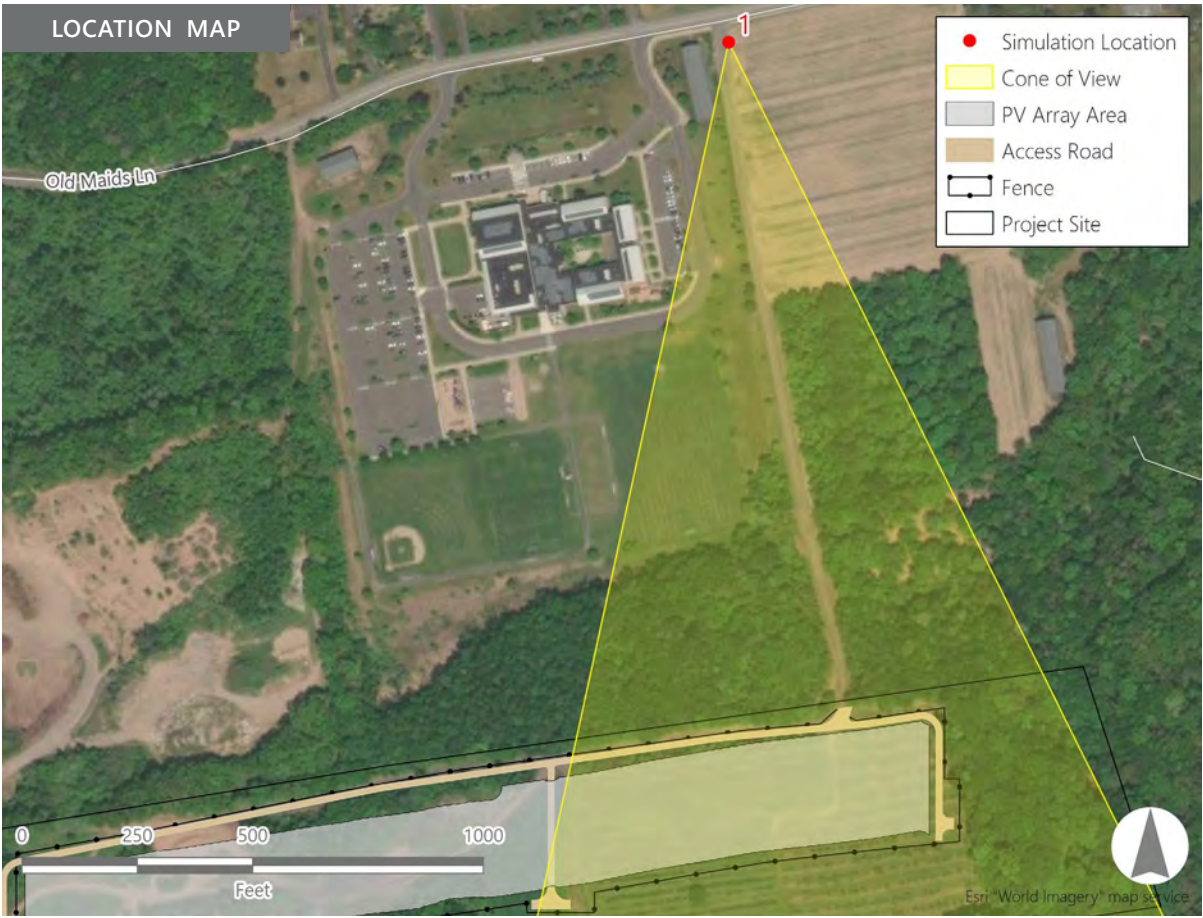 LOCATION MAP
1
Simulation Location
Cone of View
PV Array Area
Access Road
Fence
Project Site
Old Maids Ln
0 250 500 1000
Feet
Esri "World Imagery" map service